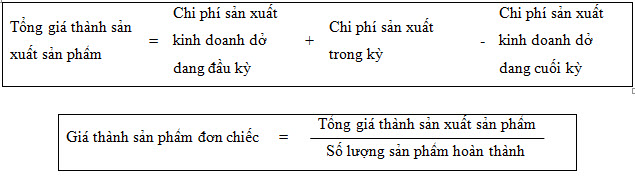 Tổng giá thành sản xuất sản phẩm = Chi phí sản xuất kinh doanh dở dang đầu kỳ + Chi phí sản xuất trong kỳ - Chi phí sản xuất kinh doanh dở dang cuối kỳ
Giá thành sản phẩm đơn chiếc = Tổng giá thành sản xuất sản phẩm
Số lượng sản phẩm hoàn thành